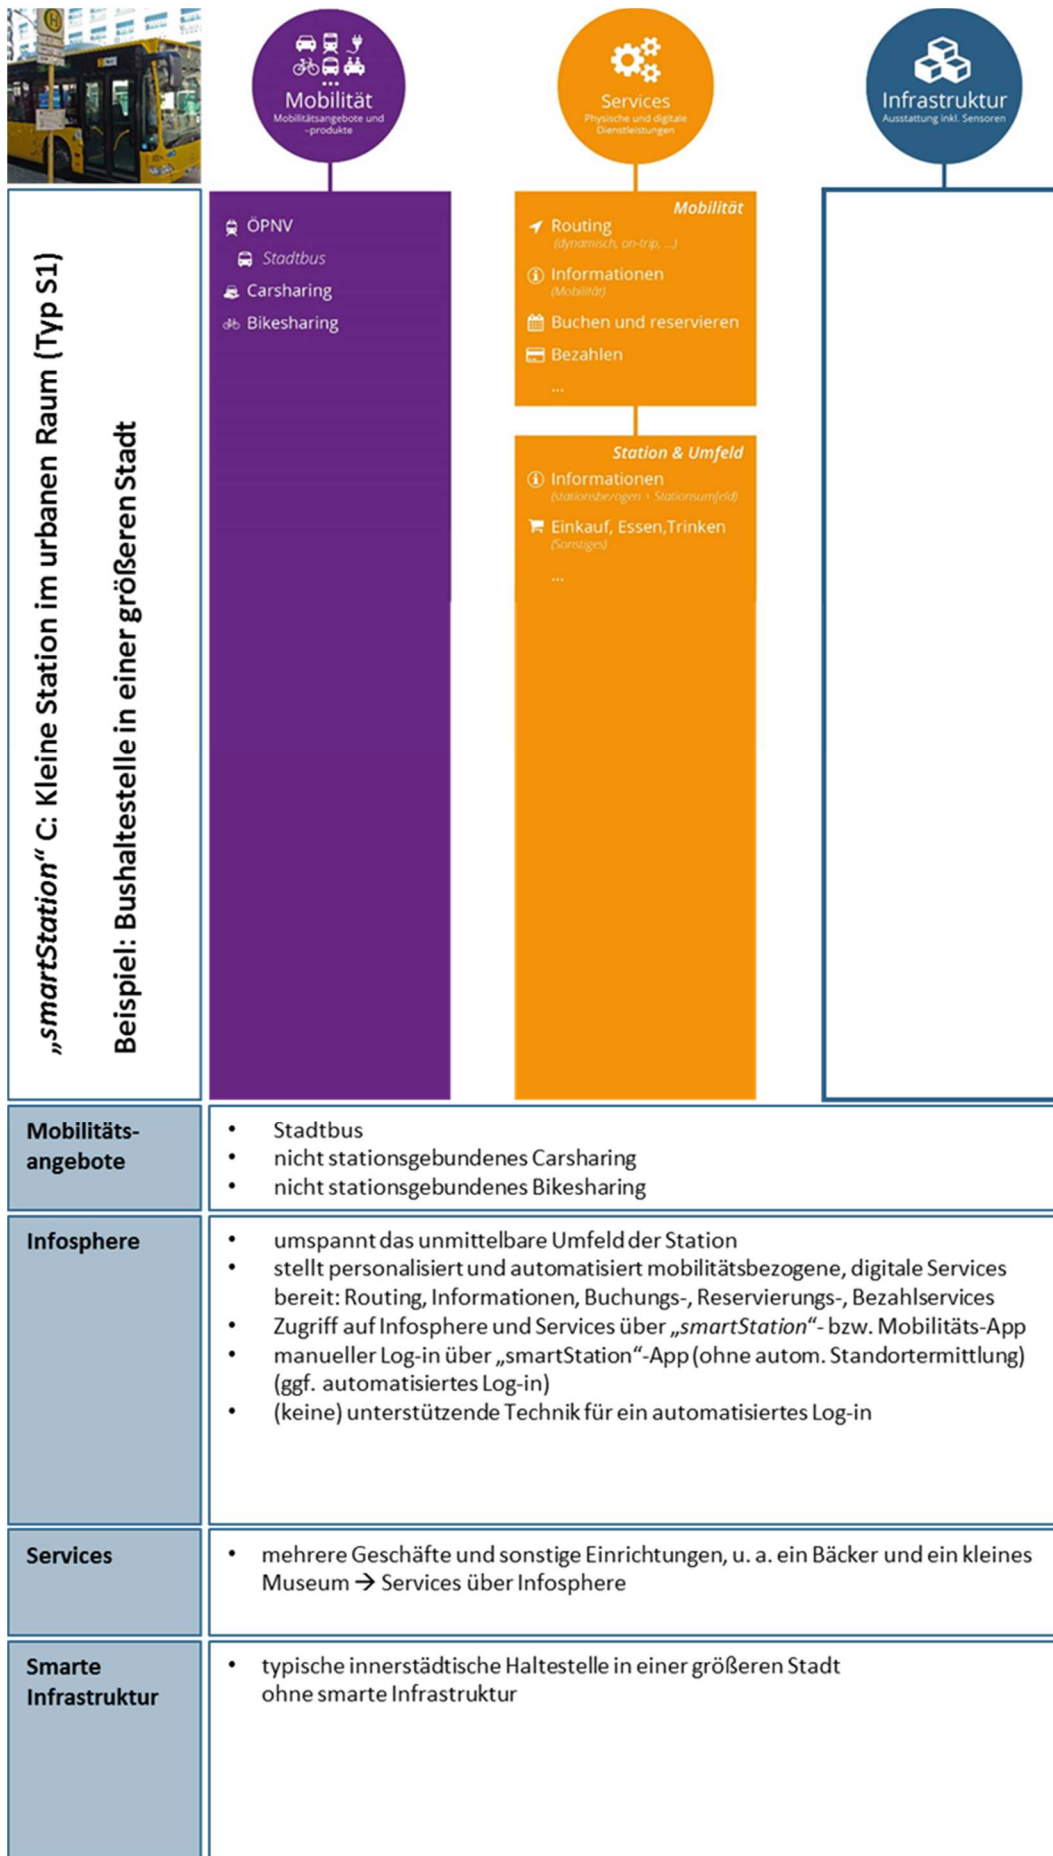 H
...
Mobilität
Mobilitätsangebote und
–produkte
Services
Physische und digitale
Dienstleistungen
Infrastruktur
Ausstattung inkl. Sensoren
„smartStation“ C: Kleine Station im urbanen Raum (Typ S1)
Beispiel: Bushaltestelle in einer größeren Stadt
ÖPNV
Stadtbus
Carsharing
Bikesharing
Mobilität
Routing
(dynamisch, on-trip, ...)
Informationen
(Mobilität)
Buchen und reservieren
Bezahlen
...
Station & Umfeld
Informationen
(stationsbezogen + Stationsumfeld)
Einkauf, Essen,Trinken
(Sonstiges)
...
Mobilitäts-
angebote
• Stadtbus
• nicht stationsgebundenes Carsharing
• nicht stationsgebundenes Bikesharing
Infosphere
• umspannt das unmittelbare Umfeld der Station
• stellt personalisiert und automatisiert mobilitätsbezogene, digitale Services
bereit: Routing, Informationen, Buchungs-, Reservierungs-, Bezahlservices
• Zugriff auf Infosphere und Services über „smartStation“- bzw. Mobilitäts-App
• manueller Log-in über „smartStation“-App (ohne autom. Standortermittlung)
(ggf. automatisiertes Log-in)
• (keine) unterstützende Technik für ein automatisiertes Log-in
Services
• mehrere Geschäfte und sonstige Einrichtungen, u. a. ein Bäcker und ein kleines
Museum → Services über Infosphere
Smarte
Infrastruktur
• typische innerstädtische Haltestelle in einer größeren Stadt
ohne smarte Infrastruktur